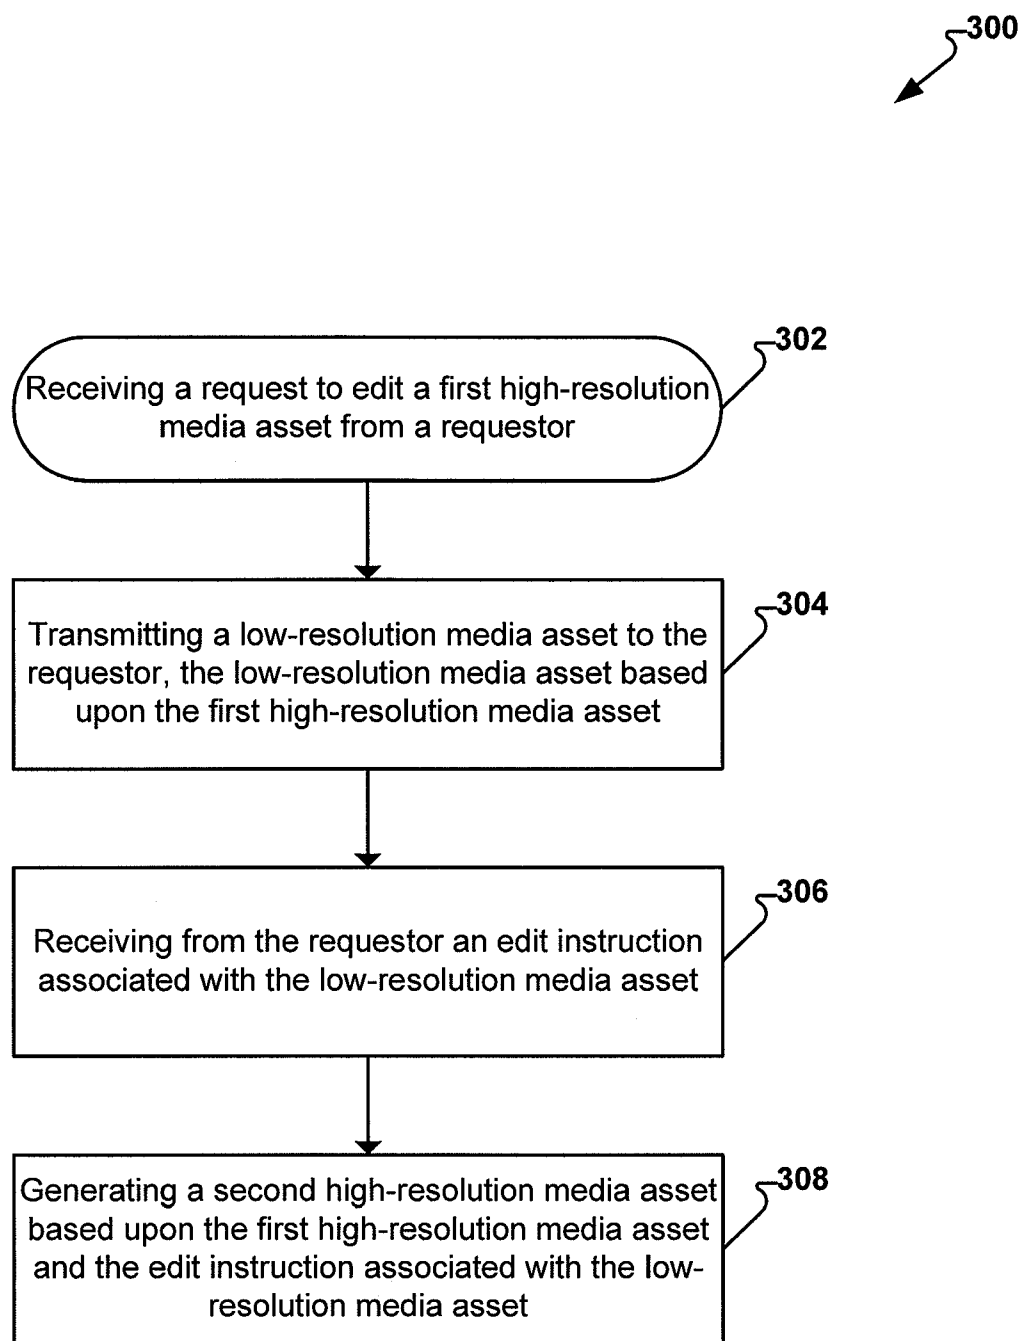 300
302
Receiving a request to edit a first high-resolution
media asset from a requestor
304
Transmitting a low-resolution media asset to the
requestor, the low-resolution media asset based
upon the first high-resolution media asset
306
Receiving from the requestor an edit instruction
associated with the low-resolution media asset
308
Generating a second high-resolution media asset
based upon the first high-resolution media asset
and the edit instruction associated with the low-
resolution media asset